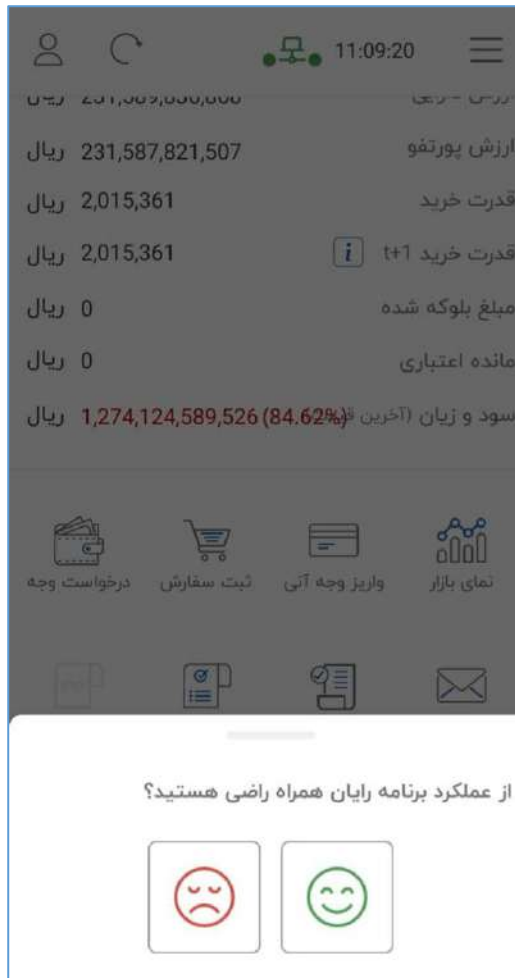 11:09:20
ارزش پورتفو 231,587,821,507 ریال
قدرت خرید 2,015,361 ریال
قدرت خرید t+1 i 2,015,361 ریال
مبلغ بلوکه شده 0 ریال
مانده اعتباری 0 ریال
سود و زیان (آخرین 1,274,124,589,526 (84.62%) ریال
نمای بازار واریز وجه آنی ثبت سفارش درخواست وجه
از عملکرد برنامه رایان همراه راضی هستید؟